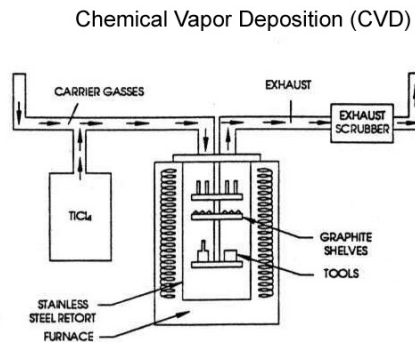 Chemical Vapor Deposition (CVD)
CARRIER GASSES
EXHAUST
EXHAUST
SCRUBBER
TiCl4
GRAPHITE
SHELVES
TOOLS
STAINLESS
STEEL RETORT
FURNACE